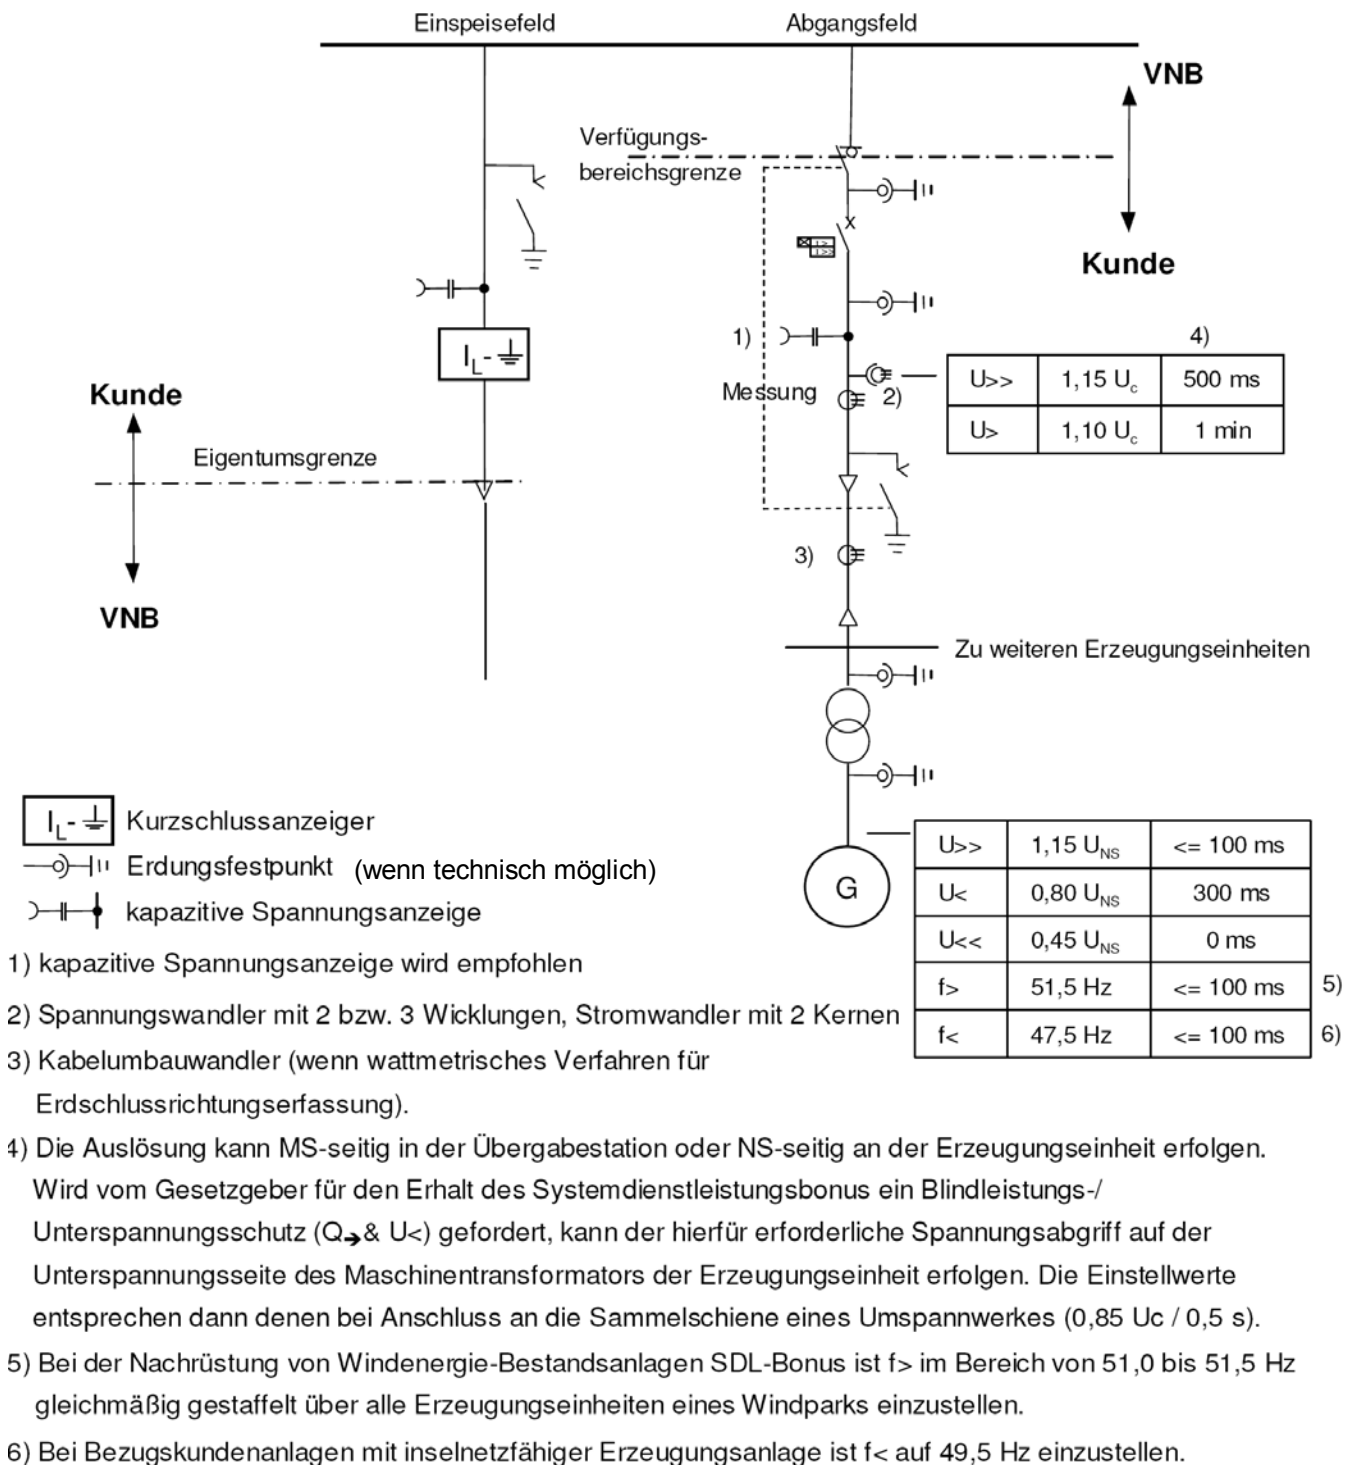 Einspeisefeld
Abgangsfeld
VNB
Verfügungs-
bereichsgrenze
Kunde
I>
I>>
1)
4)
I_L-
Messung
2)
U>> 1,15 U_c 500 ms
U> 1,10 U_c 1 min
Kunde
Eigentumsgrenze
3)
VNB
Zu weiteren Erzeugungseinheiten
G
U>> 1,15 U_NS <= 100 ms
U< 0,80 U_NS 300 ms
U<< 0,45 U_NS 0 ms
f> 51,5 Hz <= 100 ms 5)
f< 47,5 Hz <= 100 ms 6)
I_L- Kurzschlussanzeiger
Erdungsfestpunkt (wenn technisch möglich)
kapazitive Spannungsanzeige
1) kapazitive Spannungsanzeige wird empfohlen
2) Spannungswandler mit 2 bzw. 3 Wicklungen, Stromwandler mit 2 Kernen
3) Kabelumbauwandler (wenn wattmetrisches Verfahren für
Erdschlussrichtungserfassung).
4) Die Auslösung kann MS-seitig in der Übergabestation oder NS-seitig an der Erzeugungseinheit erfolgen.
Wird vom Gesetzgeber für den Erhalt des Systemdienstleistungsbonus ein Blindleistungs-/
Unterspannungsschutz (Q➔& U<) gefordert, kann der hierfür erforderliche Spannungsabgriff auf der
Unterspannungsseite des Maschinentransformators der Erzeugungseinheit erfolgen. Die Einstellwerte
entsprechen dann denen bei Anschluss an die Sammelschiene eines Umspannwerkes (0,85 Uc / 0,5 s).
5) Bei der Nachrüstung von Windenergie-Bestandsanlagen SDL-Bonus ist f> im Bereich von 51,0 bis 51,5 Hz
gleichmäßig gestaffelt über alle Erzeugungseinheiten eines Windparks einzustellen.
6) Bei Bezugskundenanlagen mit inselnetzfähiger Erzeugungsanlage ist f< auf 49,5 Hz einzustellen.